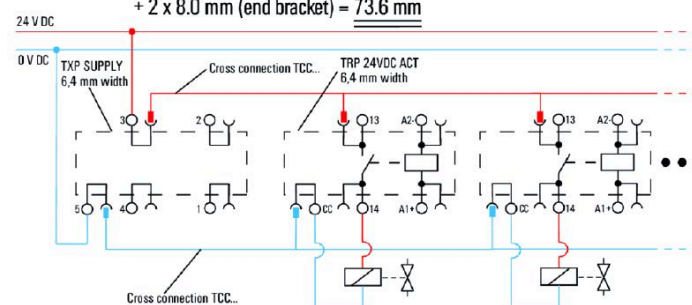 + 2 x 8.0 mm (end bracket) = 73.6 mm
24 V DC
0 V DC
TXP SUPPLY
6,4 mm width
Cross connection TCC...
TRP 24VDC ACT
6,4 mm width
3
2
13
A2-
13
A2-
5
4
1
CC
14
A1+
CC
14
A1+
Cross connection TCC...